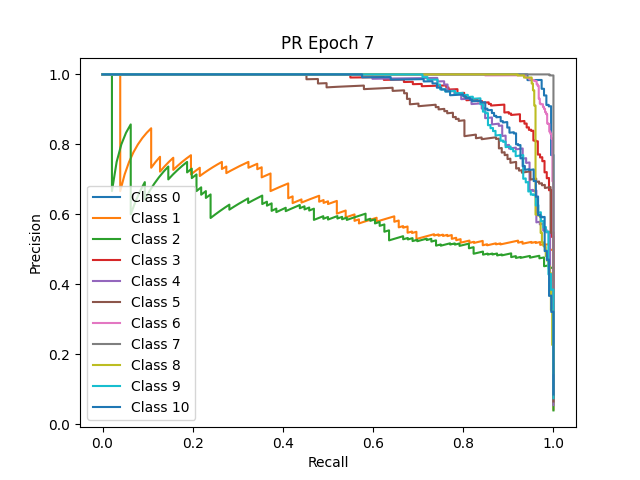 PR Epoch 7
Precision
1.0
0.8
0.6
0.4
0.2
0.0
Class 0
Class 1
Class 2
Class 3
Class 4
Class 5
Class 6
Class 7
Class 8
Class 9
Class 10
0.0 0.2 0.4 0.6 0.8 1.0
Recall